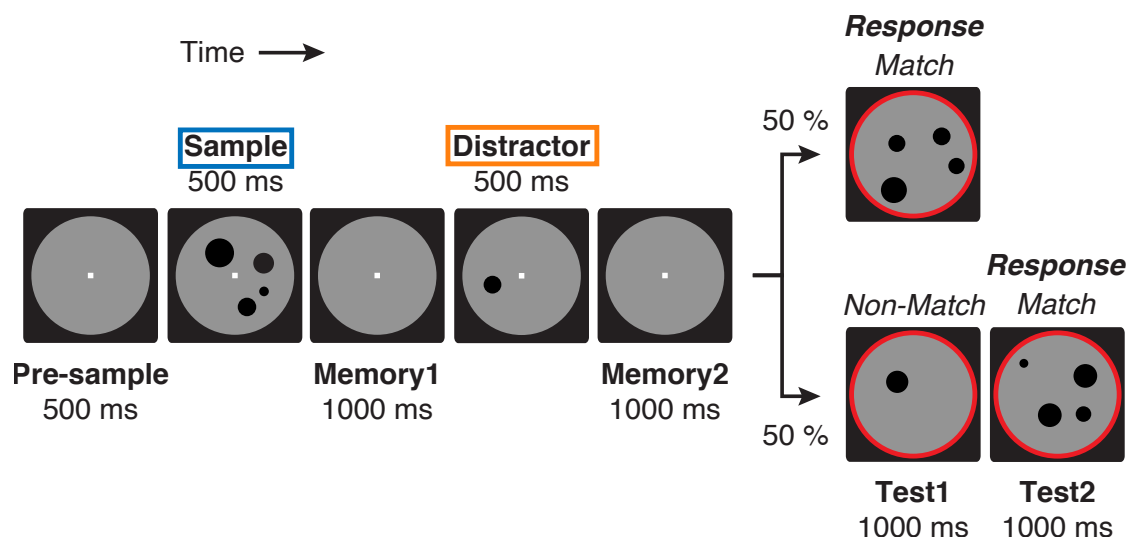 Time
Sample
500 ms
Distractor
500 ms
Pre-sample
500 ms
Memory1
1000 ms
Memory2
1000 ms
50 %
Response
Match
50 %
Non-Match
Response
Match
Test1
1000 ms
Test2
1000 ms